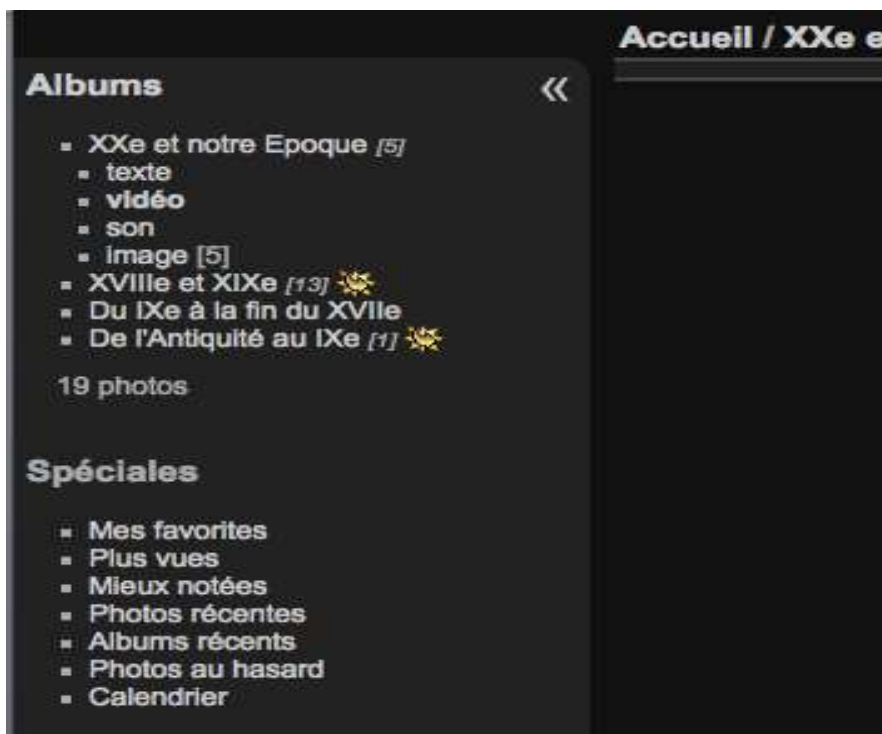 Accueil / XXe e
Albums «
XXe et notre Epoque [5]
texte
vidéo
son
image [5]
XVIIIe et XIXe [13]
Du IXe à la fin du XVIIe
De l'Antiquité au IXe [1]
19 photos
Spéciales
Mes favorites
Plus vues
Mieux notées
Photos récentes
Albums récents
Photos au hasard
Calendrier